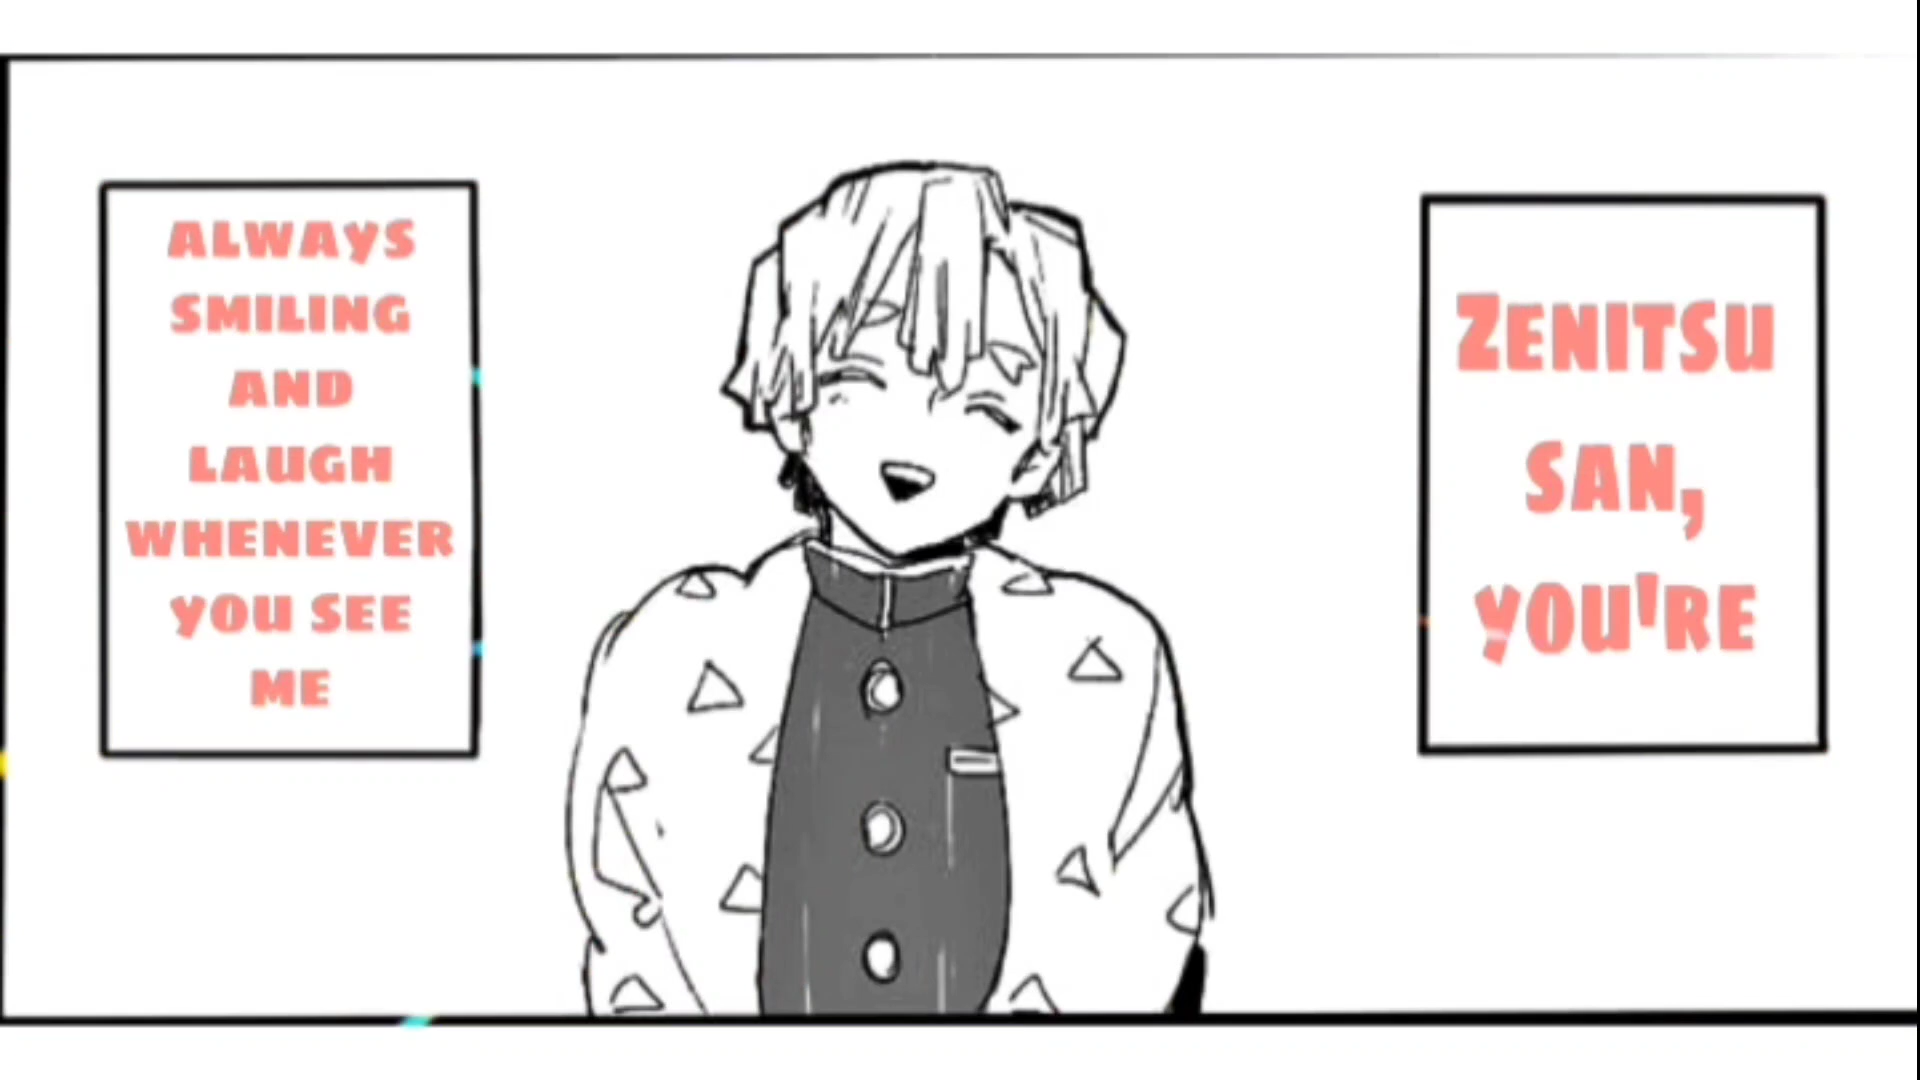 Zenitsu
san,
you're
always
smiling
and
laugh
whenever
you see
me